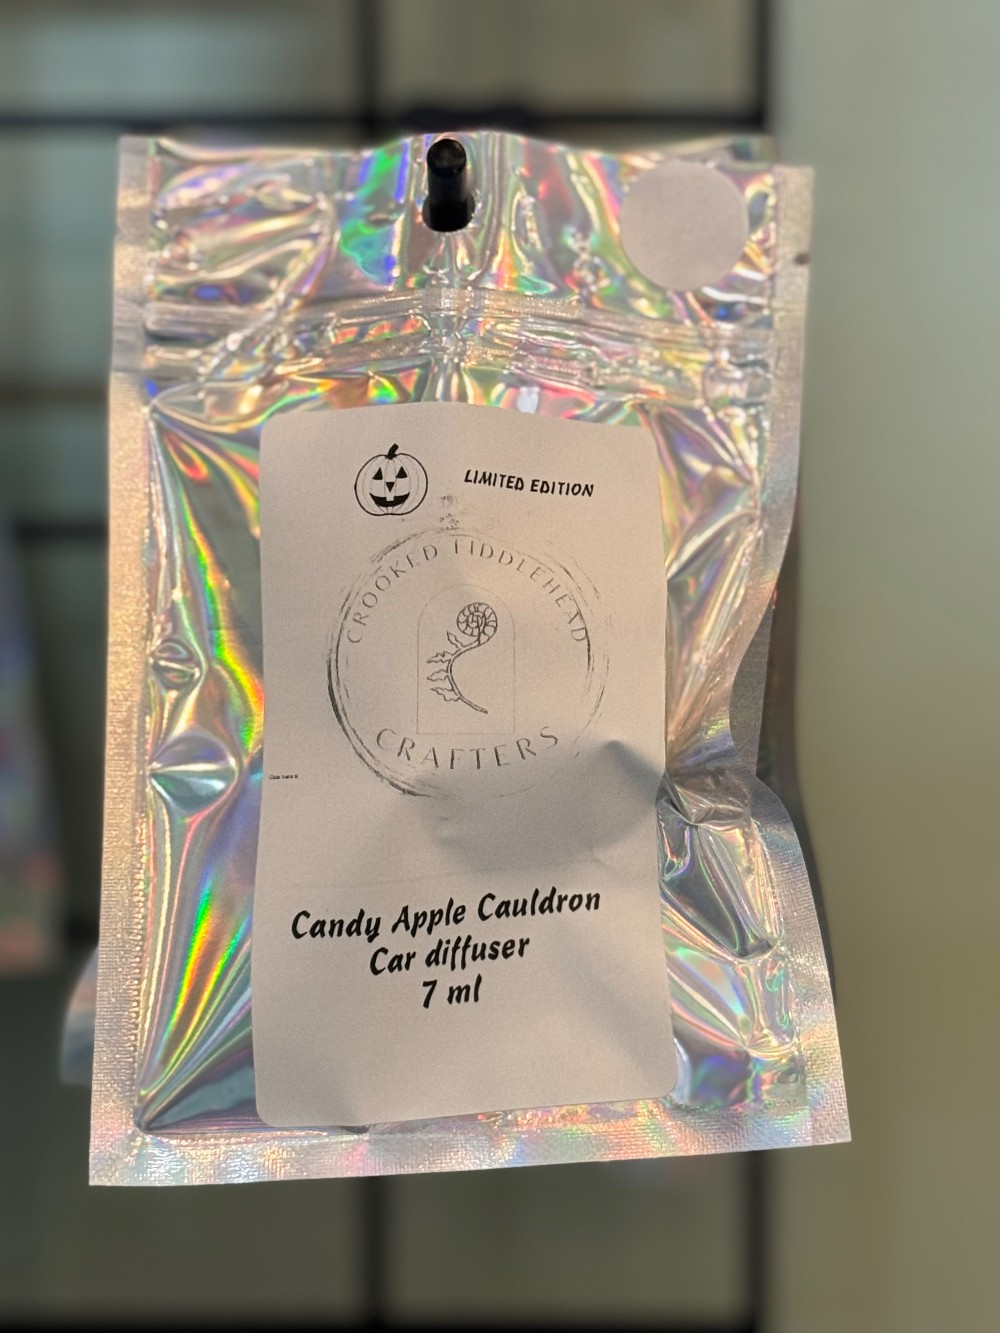 LIMITED EDITION
CROOKED FIDDLEHEAD
CRAFTERS
Candy Apple Cauldron
Car diffuser
7 ml